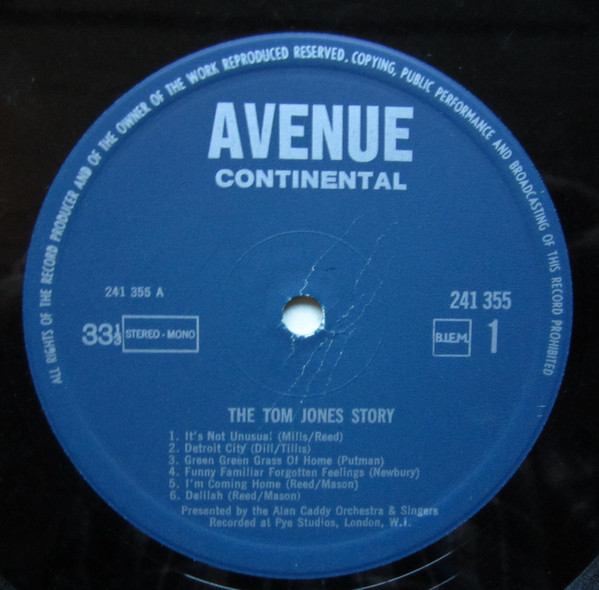 ALL RIGHTS OF THE RECORD PRODUCER AND OF THE OWNER OF THE WORK REPRODUCED RESERVED. COPYING, PUBLIC PERFORMANCE AND BROADCASTING OF THIS RECORD PROHIBITED
AVENUE
CONTINENTAL
241 355 A
241 355
33⅓ STEREO - MONO
B.I.E.M. 1
THE TOM JONES STORY
1. It's Not Unusual (Mills/Reed)
2. Detroit City (Dill/Tillis)
3. Green Green Grass Of Home (Putman)
4. Funny Familiar Forgotten Feelings (Newbury)
5. I'm Coming Home (Reed/Mason)
6. Delilah (Reed/Mason)
Presented by the Alan Caddy Orchestra & Singers
Recorded at Pye Studios, London, W.I.